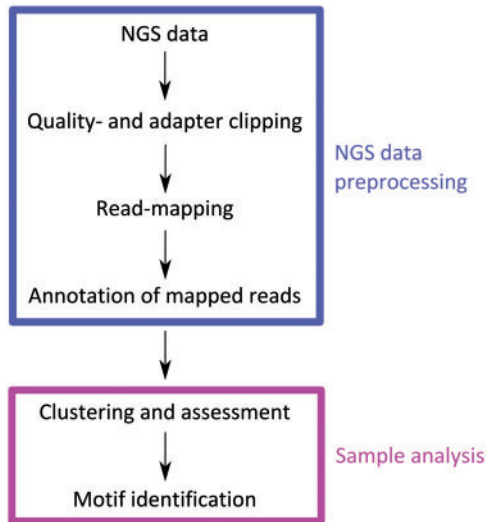 NGS data
Quality- and adapter clipping
Read-mapping
Annotation of mapped reads
NGS data
preprocessing
Clustering and assessment
Motif identification
Sample analysis